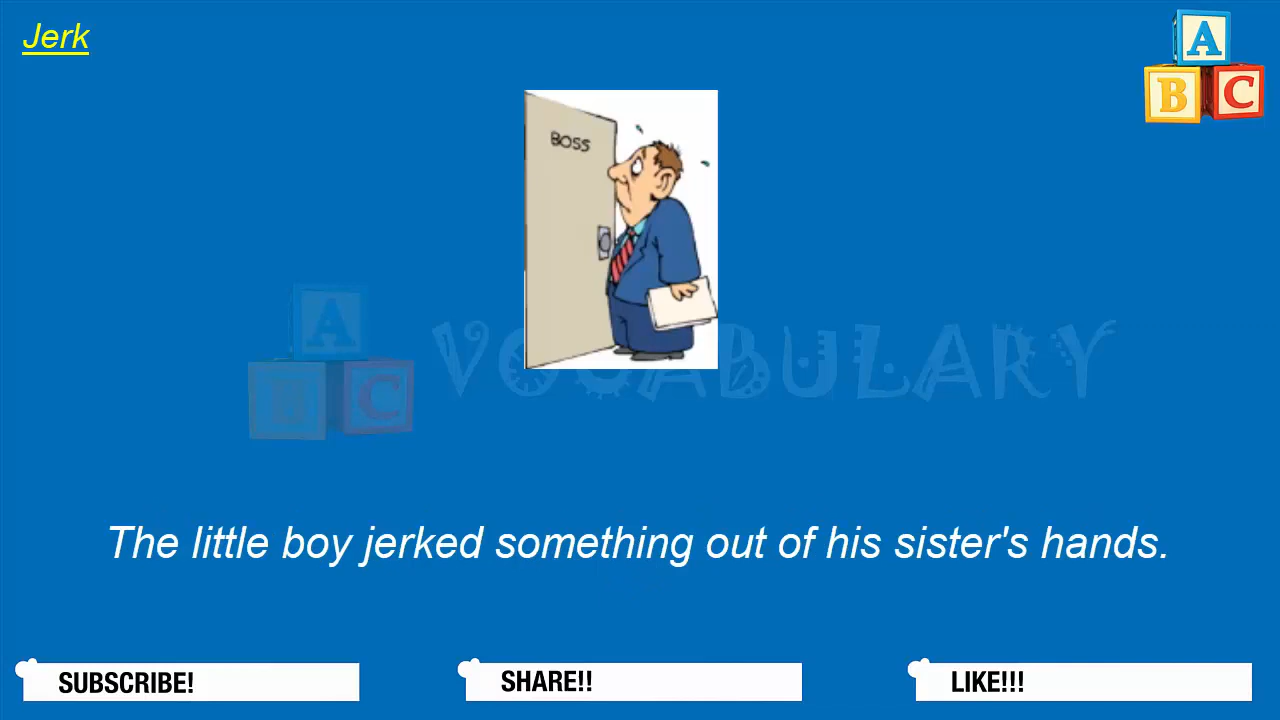 Jerk
A
B C
BOSS
A
B C
VOCABULARY
The little boy jerked something out of his sister's hands.
SUBSCRIBE!
SHARE!!
LIKE!!!